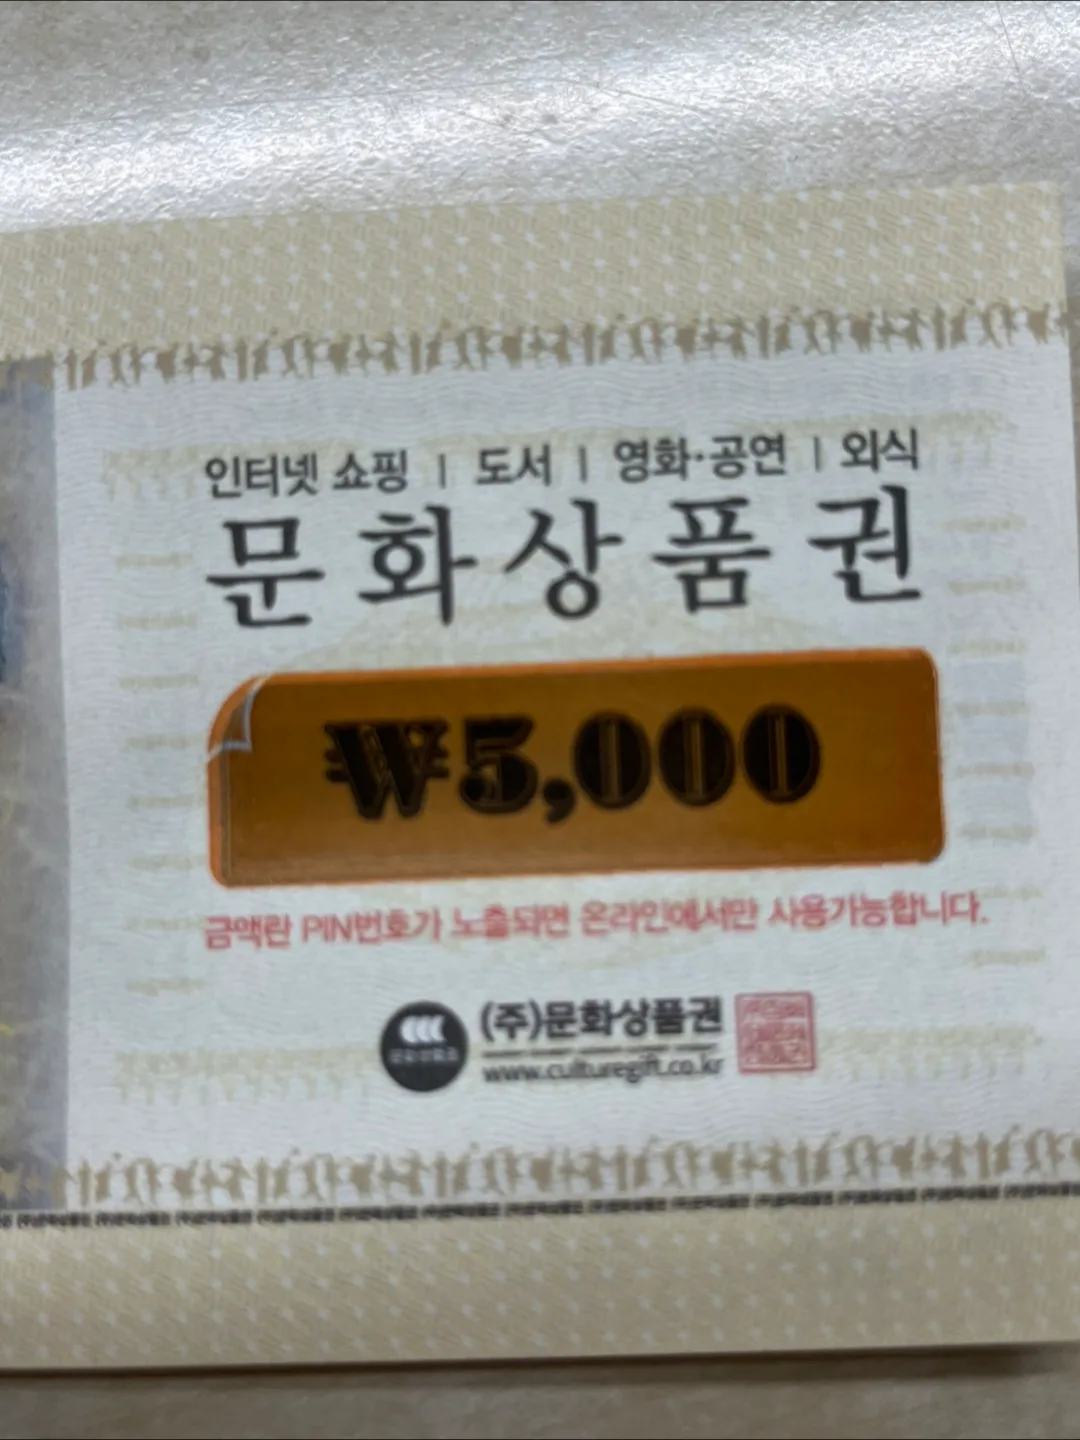 인터넷 쇼핑 | 도서 | 영화·공연 | 외식
문화상품권
₩5,000
금액란 PIN번호가 노출되면 온라인에서만 사용가능합니다.
(주)문화상품권
www.culturegift.co.kr